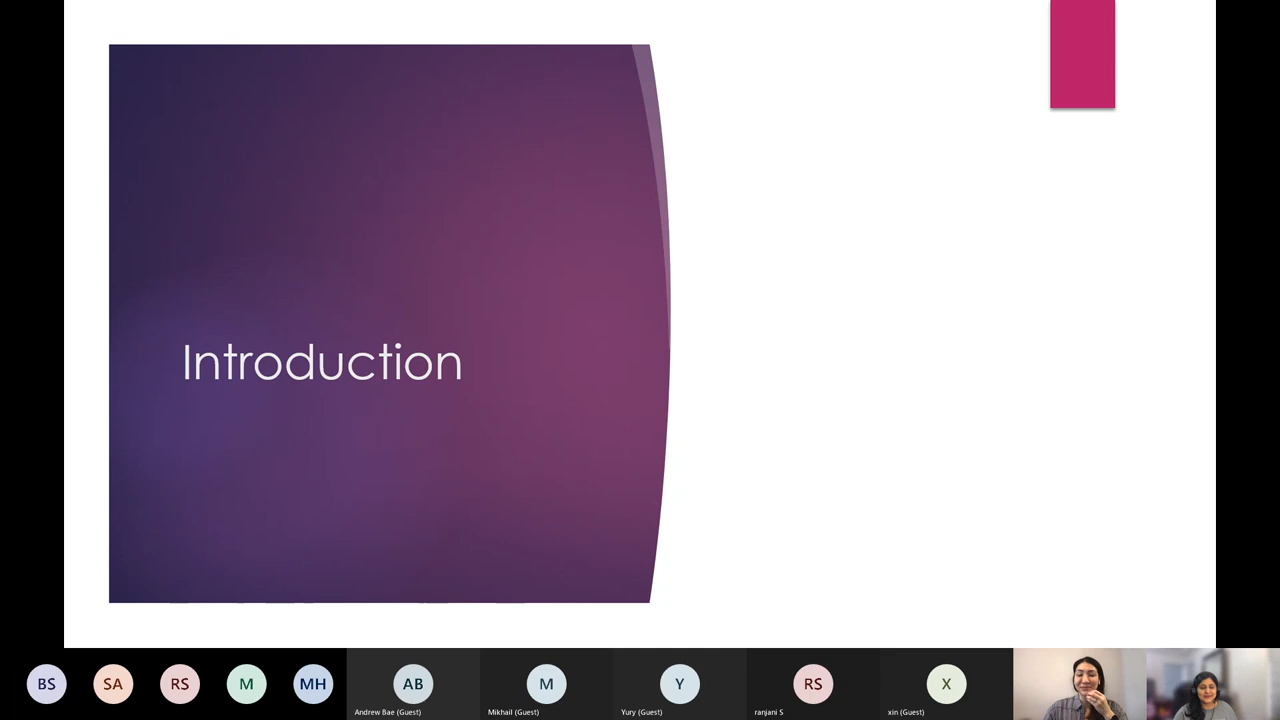 Introduction
BS
SA
RS
M
MH
AB
M
Y
RS
X
Andrew Bae (Guest)
Mikhail (Guest)
Yury (Guest)
ranjani S
xin (Guest)